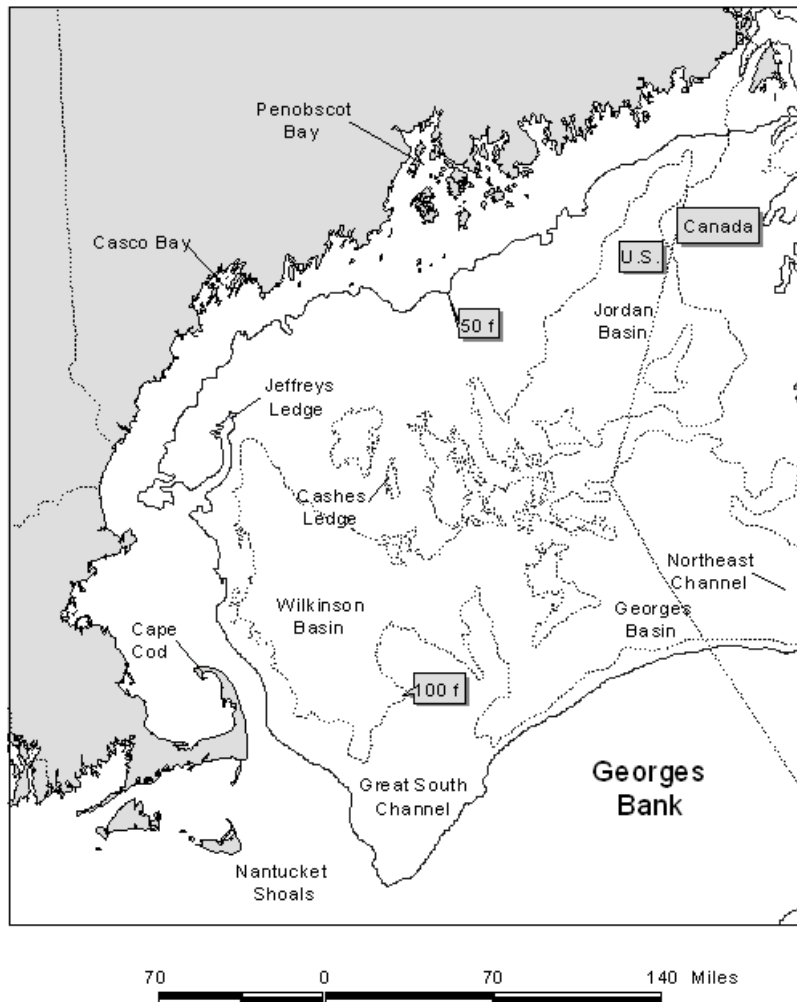 Penobscot
Bay
Canada
Casco Bay
U.S.
Jordan
Basin
50 f
Jeffreys
Ledge
Cashes
Ledge
Northeast
Channel
Wilkinson
Basin
Georges
Basin
Cape
Cod
100 f
Georges
Bank
Great South
Channel
Nantucket
Shoals
70 0 70 140 Miles